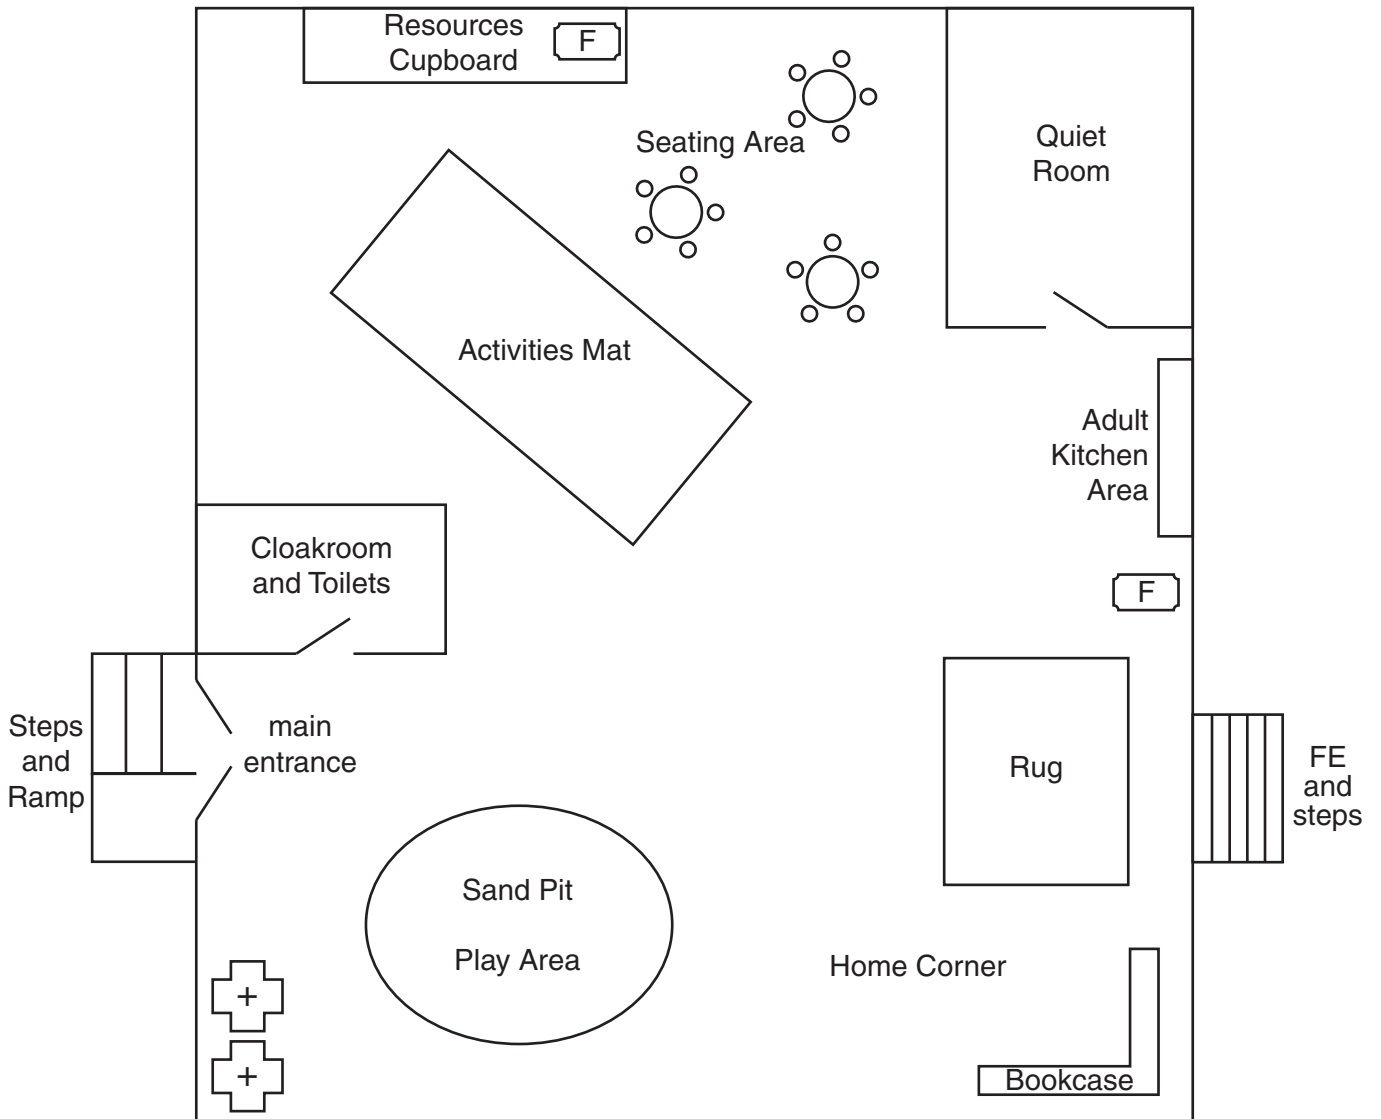 Resources
Cupboard
F
Seating Area
Quiet
Room
Activities Mat
Adult
Kitchen
Area
Cloakroom
and Toilets
F
Steps
and
Ramp
main
entrance
Rug
FE
and
steps
Sand Pit
Play Area
Home Corner
+
+
Bookcase